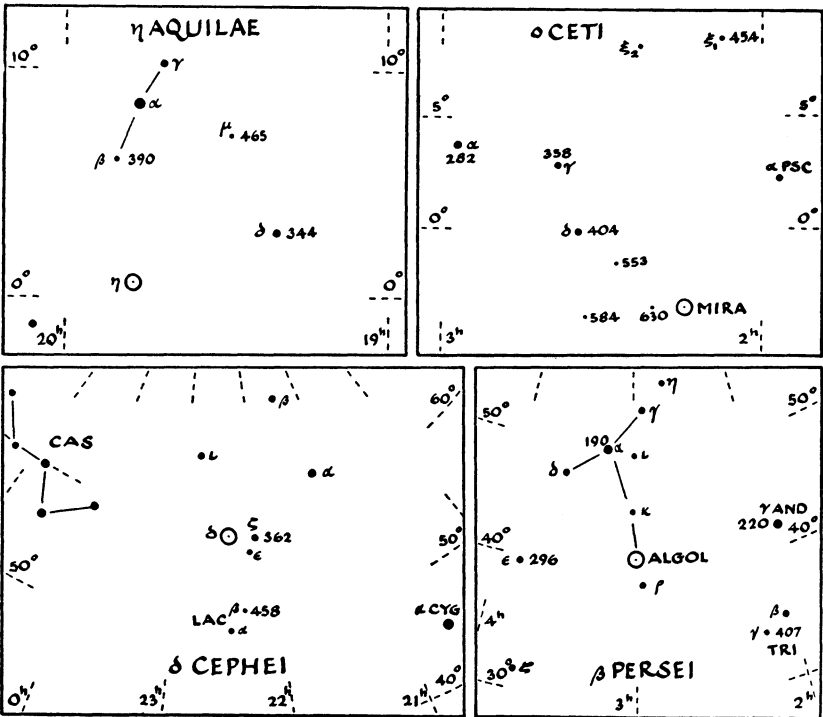 η AQUILAE
10° 10°
γ
α
μ 465
β 390
δ 344
η
0° 0°
20ʰ 19ʰ
ο CETI
ξ₂ ξ₁ 454
5° 5°
α
282
358
γ
α PSC
0° 0°
δ 404
553
584 630 MIRA
3ʰ 2ʰ
60°
β
CAS
ι α
δ ζ 362
ε
50° 50°
LAC β 458
α
α CYG
δ CEPHEI
40°
0ʰ 23ʰ 22ʰ 21ʰ
η
50° γ 50°
190 α
ι
δ
κ
γ AND
220
40° 40°
ε 296 ALGOL
ρ
4ʰ
β
γ 407
TRI
30° ξ
β PERSEI
3ʰ 2ʰ